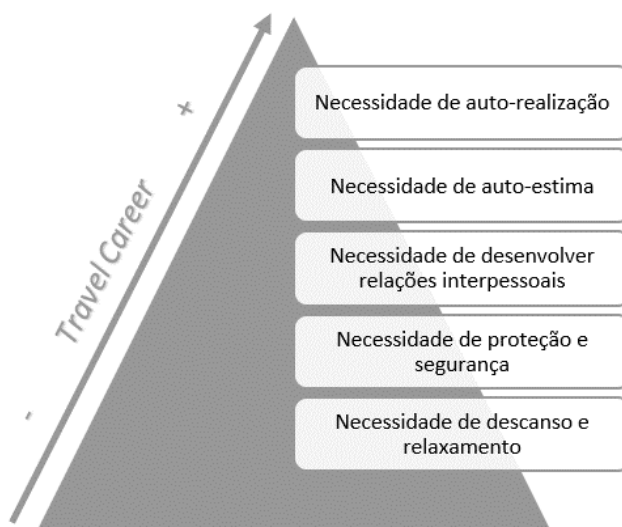 Necessidade de auto-realização
+
Necessidade de auto-estima
Travel Career
Necessidade de desenvolver
relações interpessoais
Necessidade de proteção e
segurança
-
Necessidade de descanso e
relaxamento